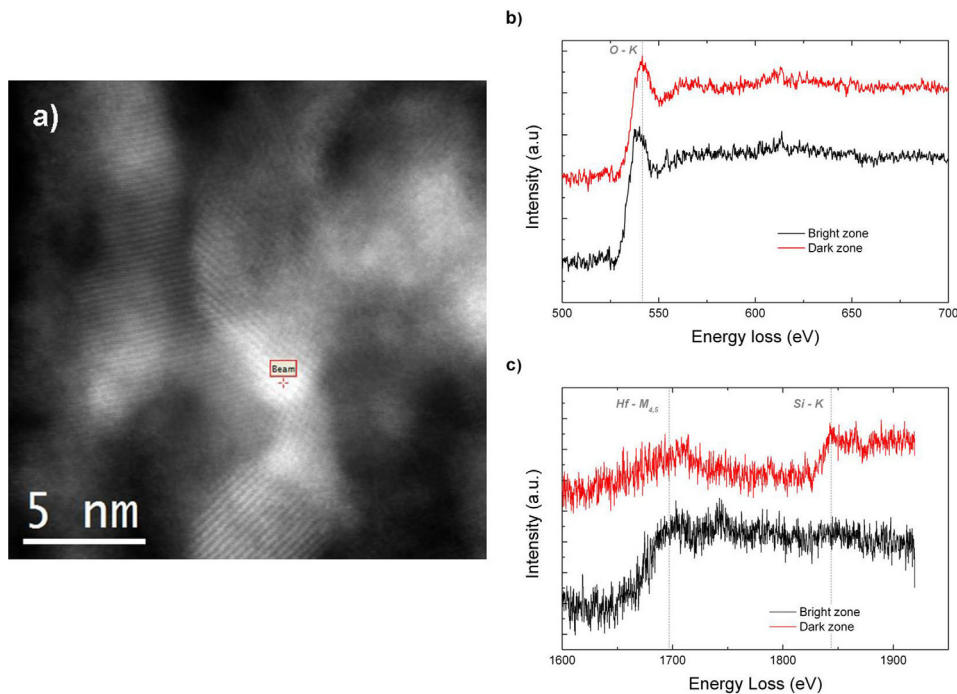 a)
Beam
5 nm
b)
O - K
Intensity (a.u)
Bright zone
Dark zone
500 550 600 650 700
Energy loss (eV)
c)
Hf - M4,5
Si - K
Intensity (a.u.)
Bright zone
Dark zone
1600 1700 1800 1900
Energy Loss (eV)